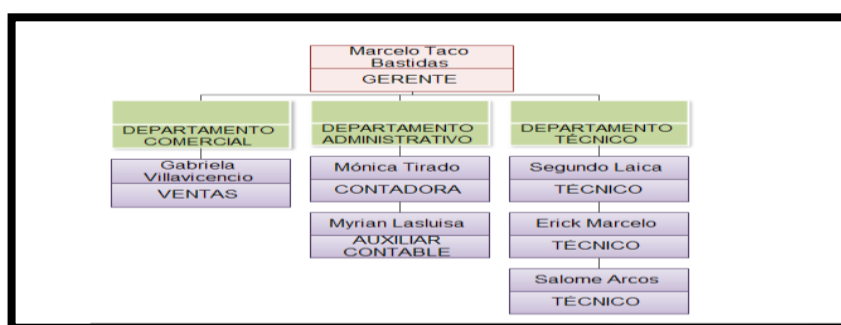 Marcelo Taco
Bastidas
GERENTE
DEPARTAMENTO
COMERCIAL
Gabriela
Villavicencio
VENTAS
DEPARTAMENTO
ADMINISTRATIVO
Mónica Tirado
CONTADORA
Myrian Lasluisa
AUXILIAR
CONTABLE
DEPARTAMENTO
TÉCNICO
Segundo Laica
TÉCNICO
Erick Marcelo
TÉCNICO
Salome Arcos
TÉCNICO